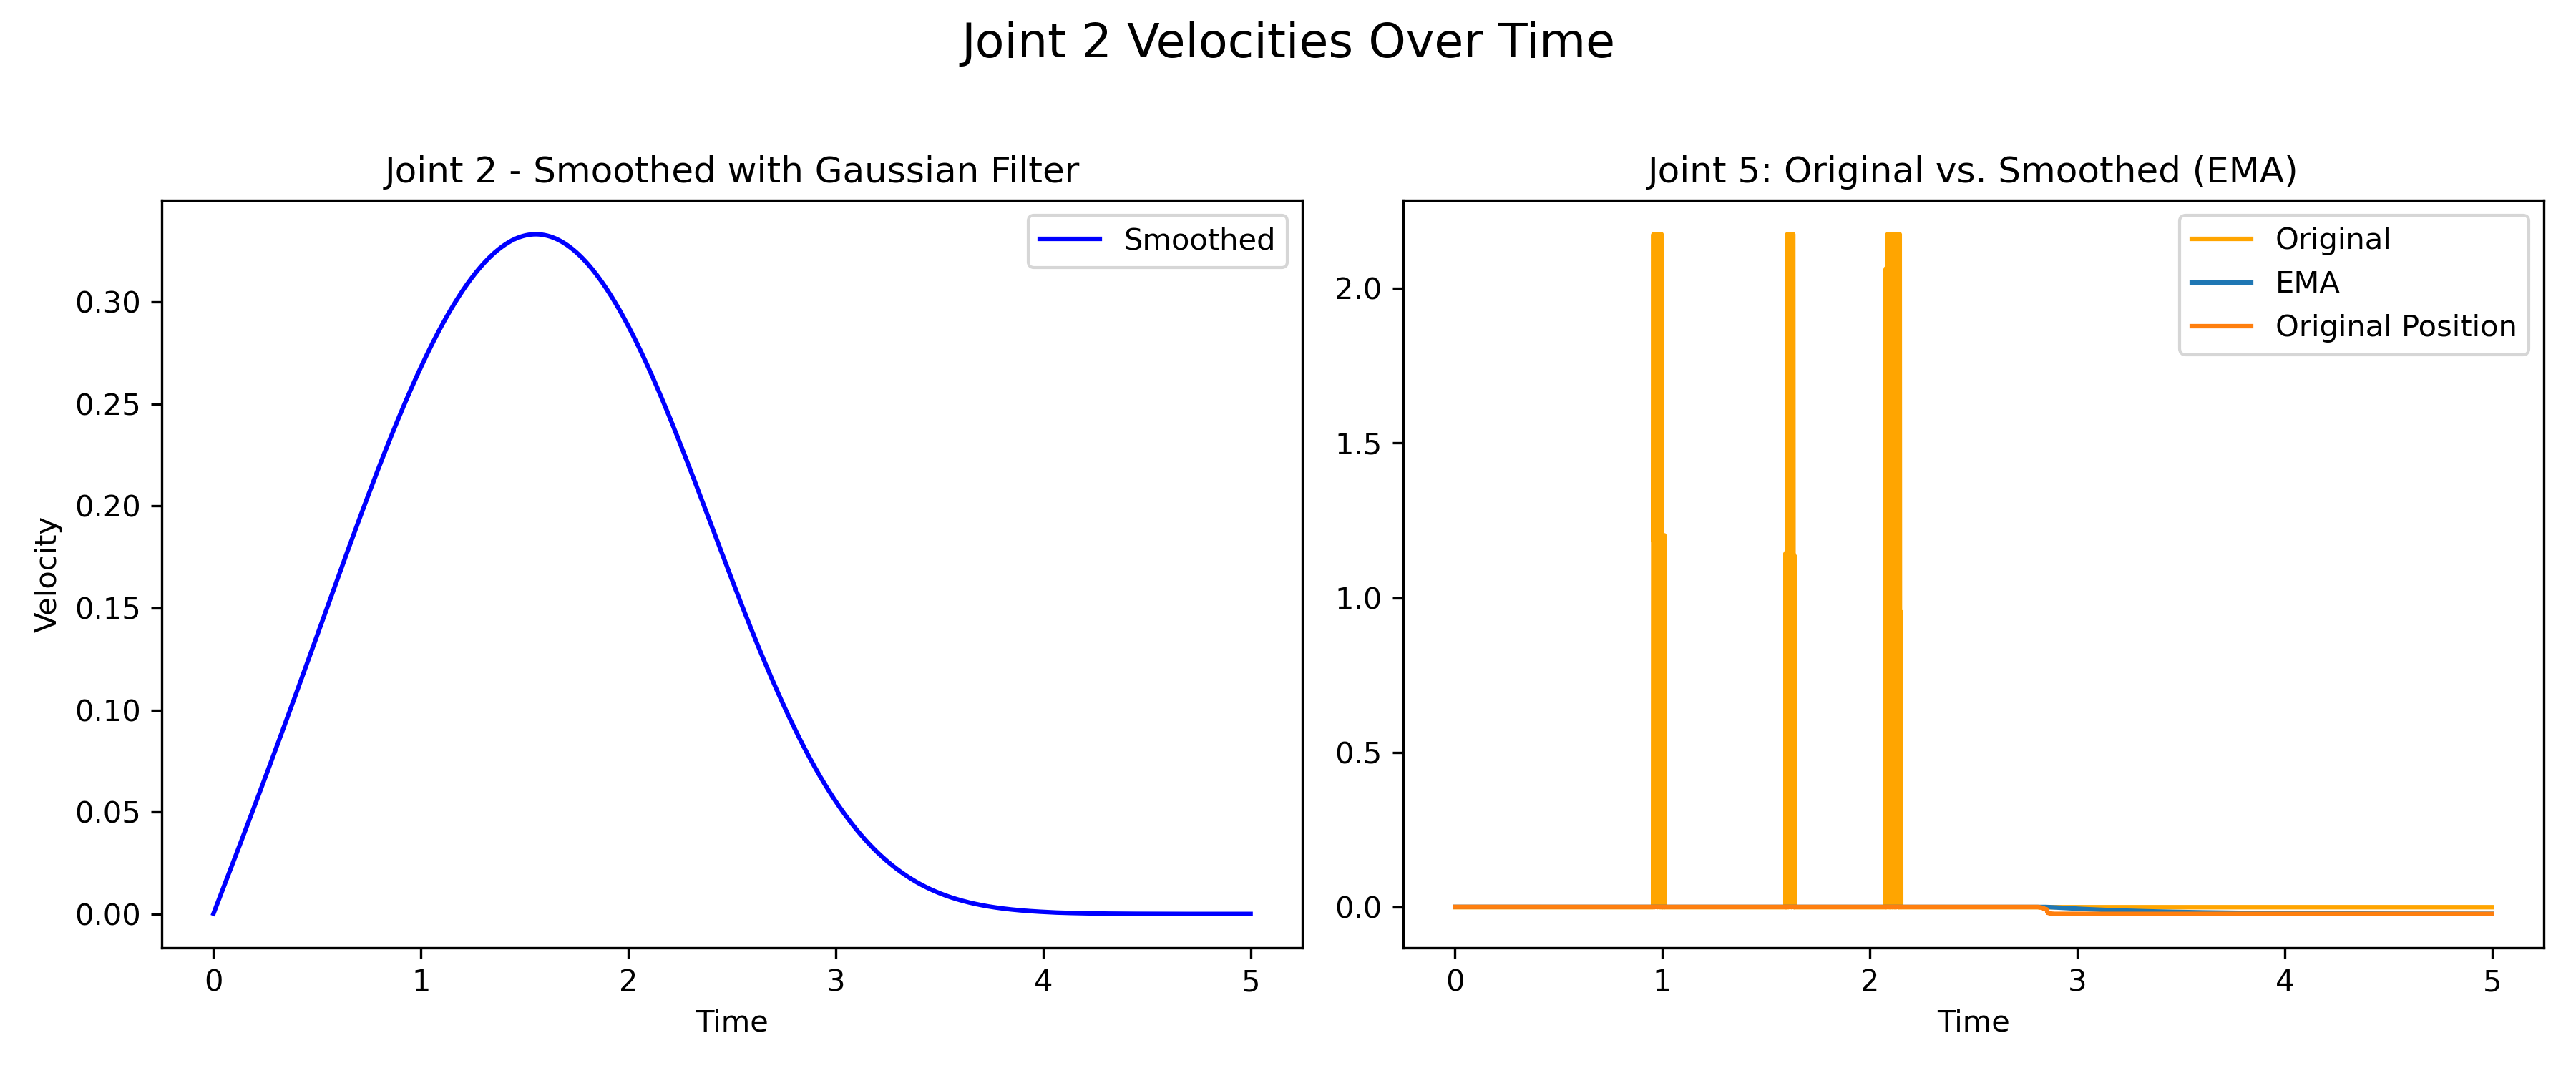 Joint 2 Velocities Over Time
Joint 2 - Smoothed with Gaussian Filter
Smoothed
0.30
0.25
0.20
0.15
0.10
0.05
0.00
Velocity
0 1 2 3 4 5
Time
Joint 5: Original vs. Smoothed (EMA)
Original
EMA
Original Position
2.0
1.5
1.0
0.5
0.0
0 1 2 3 4 5
Time